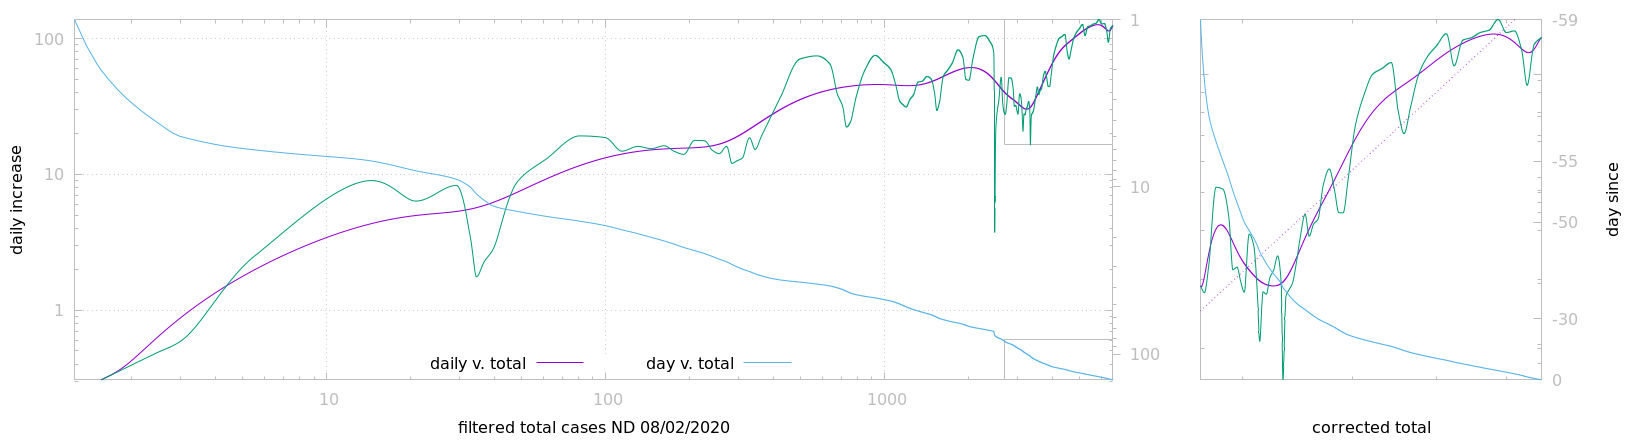 100
10
1
daily increase
10
100
1000
filtered total cases ND 08/02/2020
daily v. total
day v. total
1
10
100
-59
-55
-50
-30
0
day since
corrected total